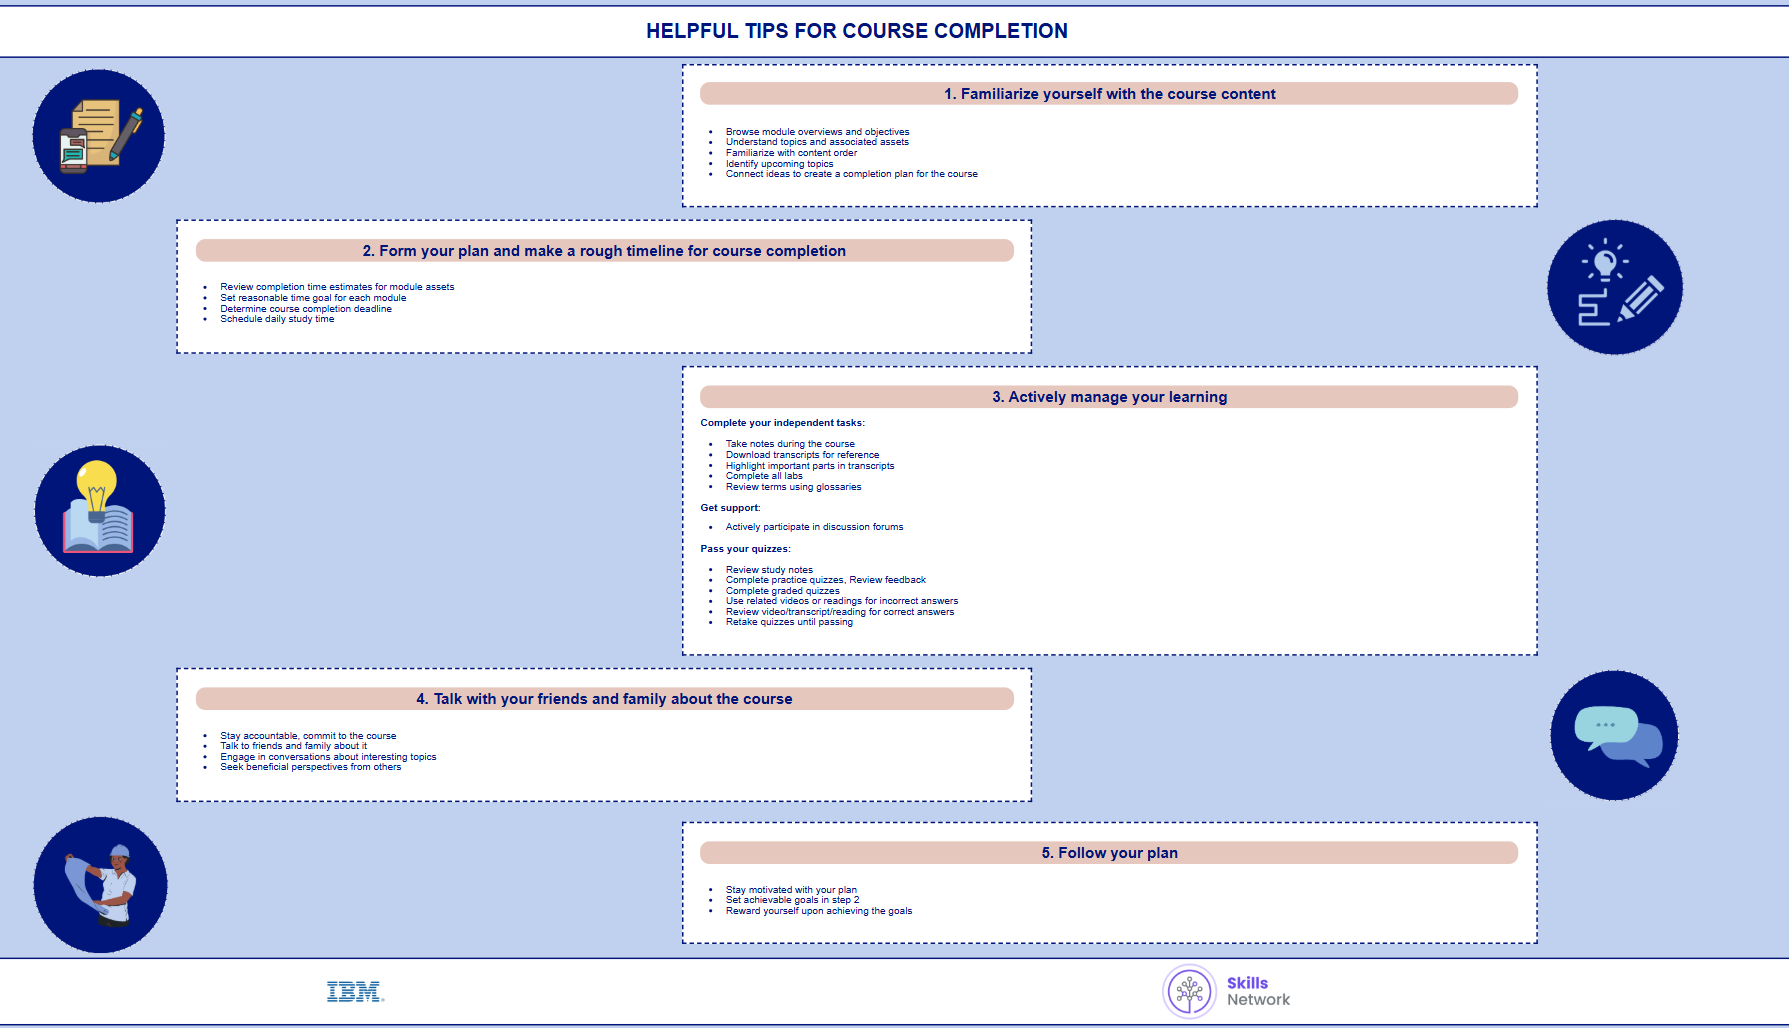 HELPFUL TIPS FOR COURSE COMPLETION
1. Familiarize yourself with the course content
Browse module overviews and objectives
Understand topics and associated assets
Familiarize with content order
Identify upcoming topics
Connect ideas to create a completion plan for the course
2. Form your plan and make a rough timeline for course completion
Review completion time estimates for module assets
Set reasonable time goal for each module
Determine course completion deadline
Schedule daily study time
3. Actively manage your learning
Complete your independent tasks:
Take notes during the course
Download transcripts for reference
Highlight important parts in transcripts
Complete all labs
Review terms using glossaries
Get support:
Actively participate in discussion forums
Pass your quizzes:
Review study notes
Complete practice quizzes, Review feedback
Complete graded quizzes
Use related videos or readings for incorrect answers
Review video/transcript/reading for correct answers
Retake quizzes until passing
4. Talk with your friends and family about the course
Stay accountable, commit to the course
Talk to friends and family about it
Engage in conversations about interesting topics
Seek beneficial perspectives from others
5. Follow your plan
Stay motivated with your plan
Set achievable goals in step 2
Reward yourself upon achieving the goals
IBM
Skills
Network